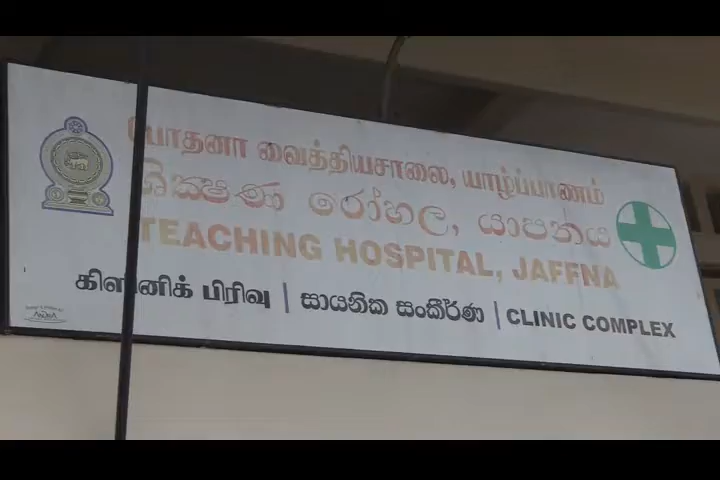 போதனா வைத்தியசாலை, யாழ்ப்பாணம்
ශික්ෂණ රෝහල, යාපනය
TEACHING HOSPITAL, JAFFNA
கிளினிக் பிரிவு | සායනික සංකීර්ණ | CLINIC COMPLEX